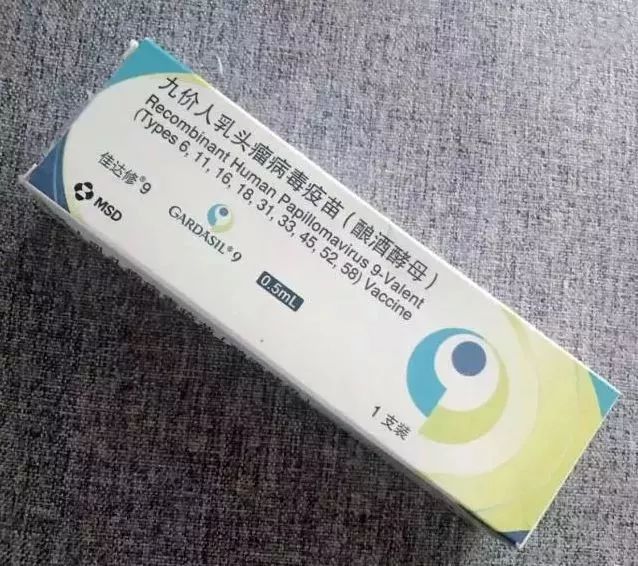 九价人乳头瘤病毒疫苗（酿酒酵母）
Recombinant Human Papillomavirus 9-Valent
(Types 6, 11, 16, 18, 31, 33, 45, 52, 58) Vaccine
佳达修®9
MSD
GARDASIL®9
0.5mL
1 支装